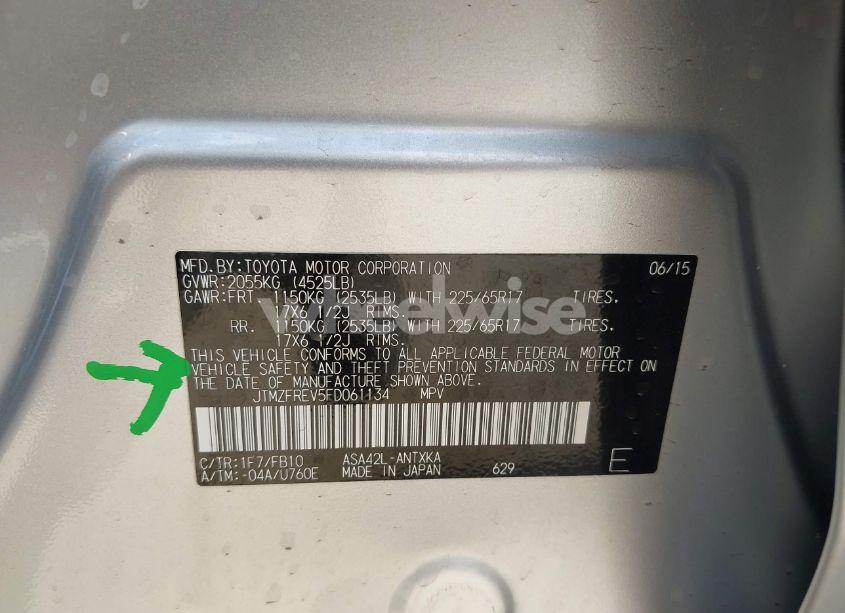 MFD.BY:TOYOTA MOTOR CORPORATION 06/15
GVWR:2055KG (4525LB)
GAWR:FRT. 1150KG (2535LB) WITH 225/65R17 TIRES.
17X6 1/2J RIMS.
wheelwise
RR. 1150KG (2535LB) WITH 225/65R17 TIRES.
17X6 1/2J RIMS.
THIS VEHICLE CONFORMS TO ALL APPLICABLE FEDERAL MOTOR
VEHICLE SAFETY AND THEFT PREVENTION STANDARDS IN EFFECT ON
THE DATE OF MANUFACTURE SHOWN ABOVE.
JTMZFREV5FD061134 MPV
C/TR:1F7/FB10 ASA42L-ANTXKA
A/TM:-04A/U760E MADE IN JAPAN 629 E